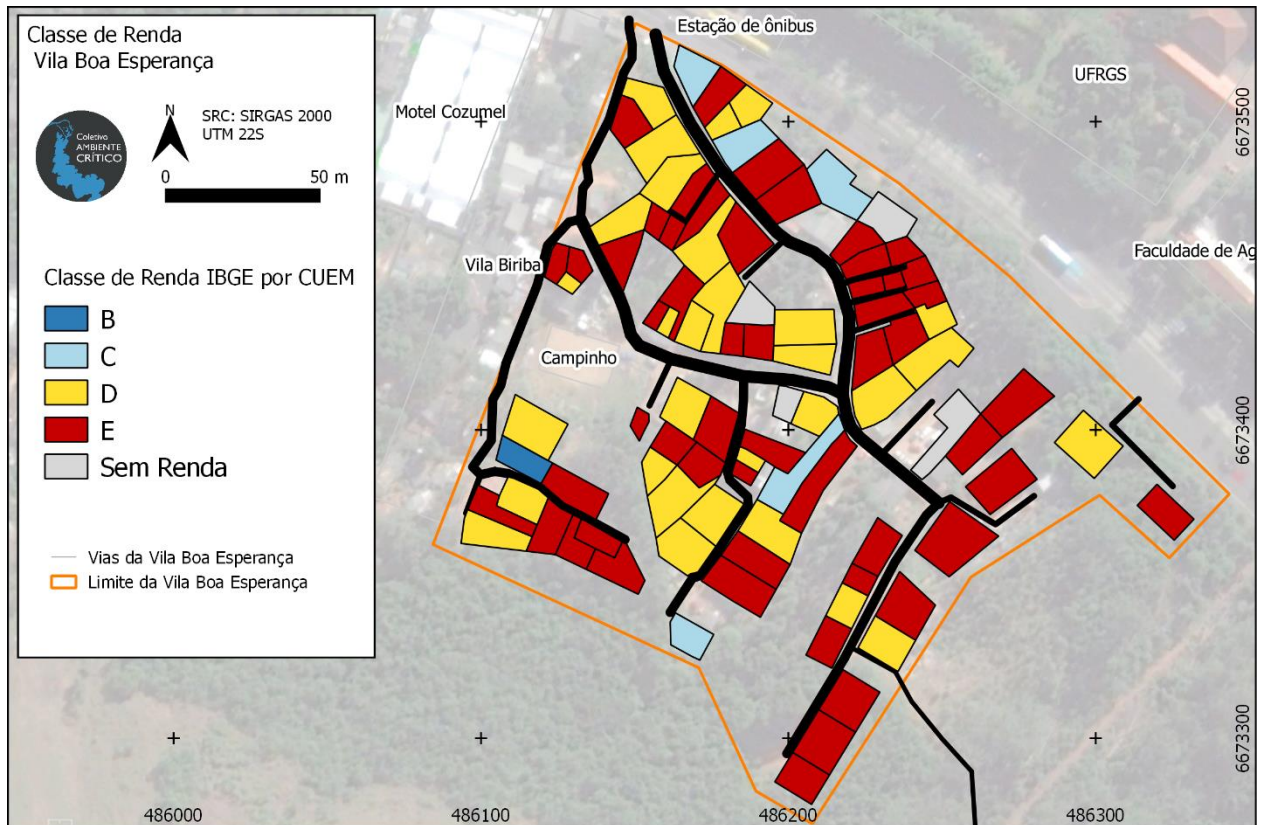 Classe de Renda
Vila Boa Esperança
Coletivo
AMBIENTE
CRÍTICO
N
SRC: SIRGAS 2000
UTM 22S
0
50 m
Classe de Renda IBGE por CUEM
B
C
D
E
Sem Renda
Vias da Vila Boa Esperança
Limite da Vila Boa Esperança
Estação de ônibus
UFRGS
Motel Cozumel
Faculdade de Ag
Vila Biriba
Campinho
6673500
6673400
6673300
486000
486100
486200
486300